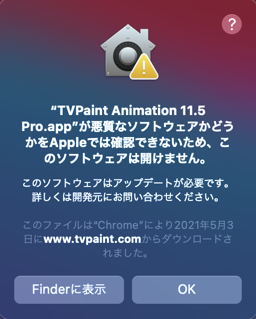 ?
“TVPaint Animation 11.5
Pro.app”が悪質なソフトウェアかどう
かをAppleでは確認できないため、こ
のソフトウェアは開けません。
このソフトウェアはアップデートが必要です。
詳しくは開発元にお問い合わせください。
このファイルは“Chrome”により2021年5月3
日にwww.tvpaint.comからダウンロードさ
れました。
Finderに表示
OK